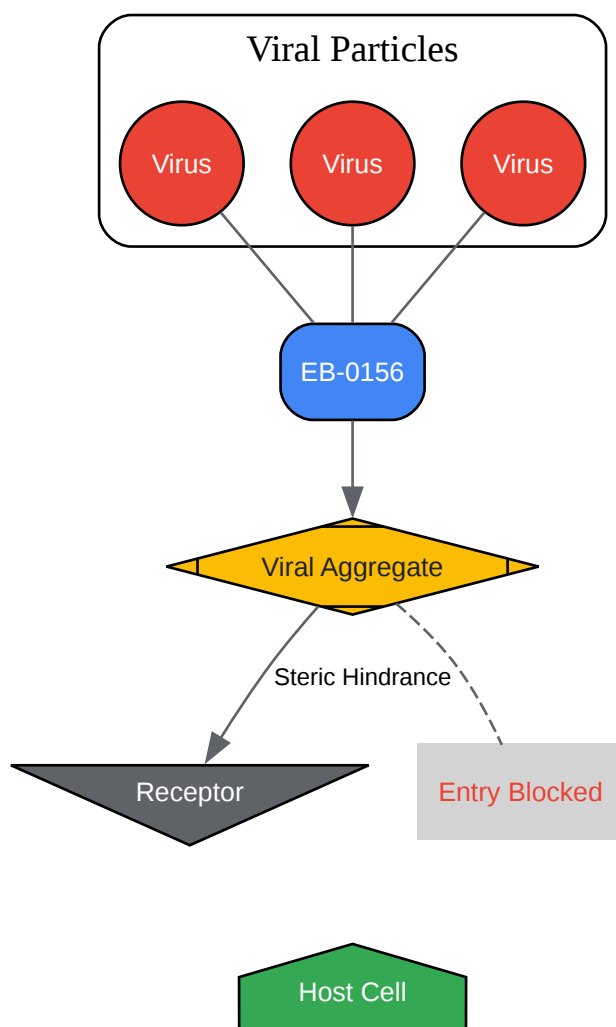 Viral Particles
Virus
Virus
Virus
EB-0156
Viral Aggregate
Steric Hindrance
Receptor
Entry Blocked
Host Cell